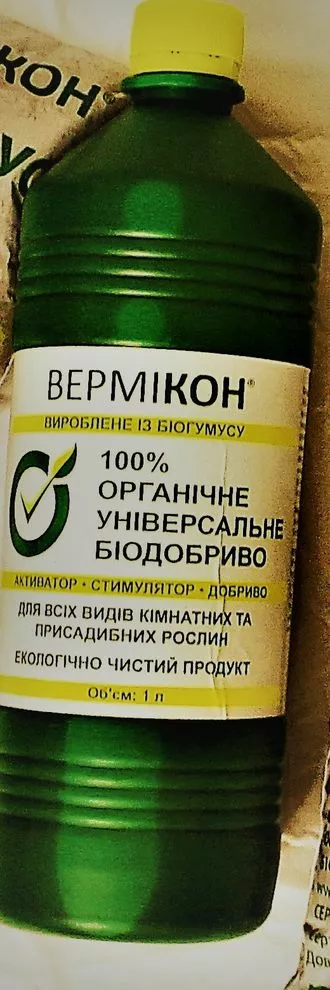 КОН®
ВЕРМІКОН®
ВИРОБЛЕНЕ ІЗ БІОГУМУСУ
100%
ОРГАНІЧНЕ
УНІВЕРСАЛЬНЕ
БІОДОБРИВО
АКТИВАТОР • СТИМУЛЯТОР • ДОБРИВО
ДЛЯ ВСІХ ВИДІВ КІМНАТНИХ ТА
ПРИСАДИБНИХ РОСЛИН
ЕКОЛОГІЧНО ЧИСТИЙ ПРОДУКТ
Об'єм: 1 л